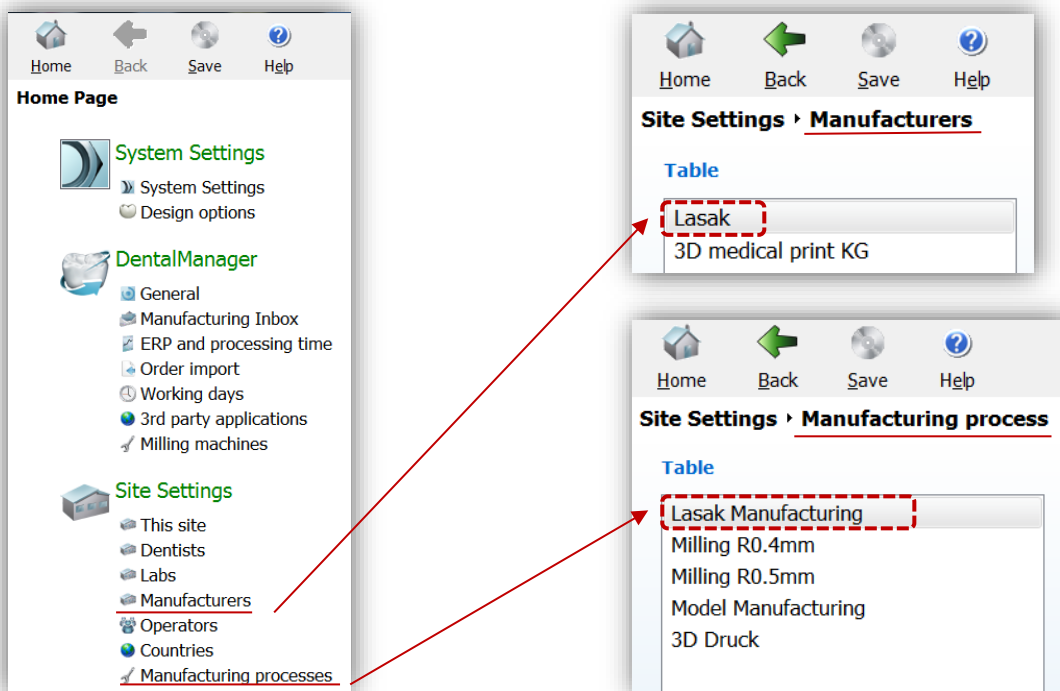 Home Back Save Help
Home Page
System Settings
System Settings
Design options
DentalManager
General
Manufacturing Inbox
ERP and processing time
Order import
Working days
3rd party applications
Milling machines
Site Settings
This site
Dentists
Labs
Manufacturers
Operators
Countries
Manufacturing processes
Home Back Save Help
Site Settings Manufacturers
Table
Lasak
3D medical print KG
Home Back Save Help
Site Settings Manufacturing process
Table
Lasak Manufacturing
Milling R0.4mm
Milling R0.5mm
Model Manufacturing
3D Druck